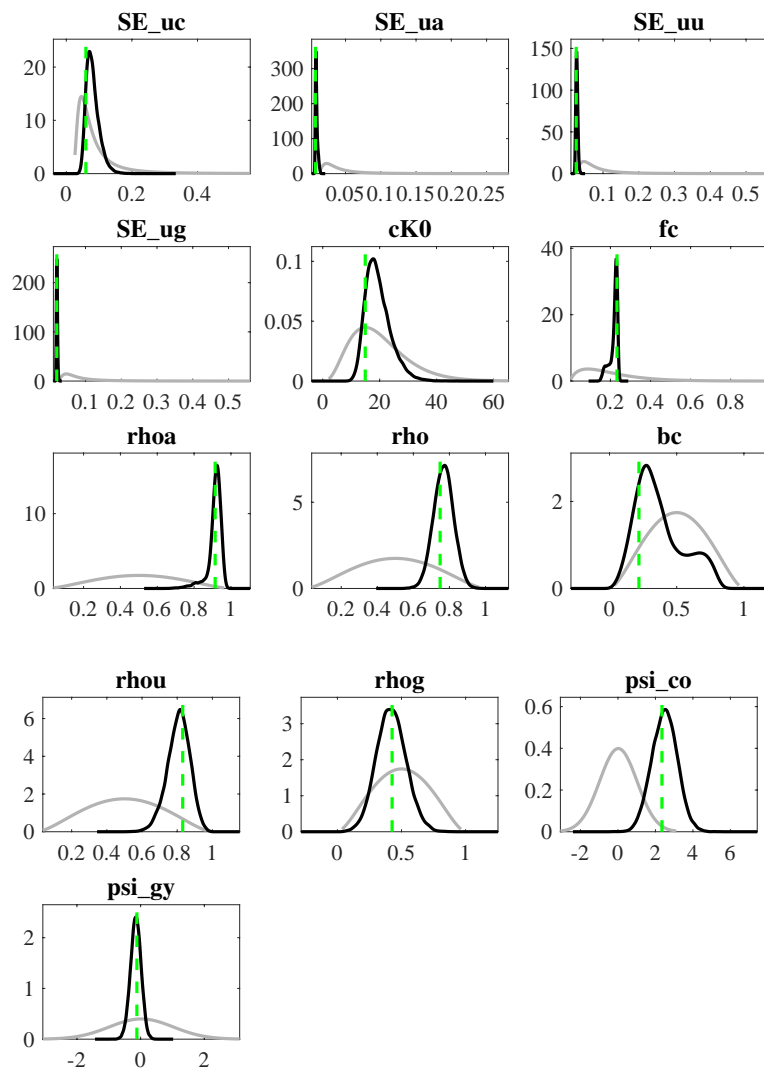 SE_uc SE_ua SE_uu
20 10 0 0 0.2 0.4
300 200 100 0 0.05 0.1 0.15 0.2 0.25
150 100 50 0 0.1 0.2 0.3 0.4 0.5
SE_ug cK0 fc
200 100 0 0.1 0.2 0.3 0.4 0.5
0.1 0.05 0 0 20 40 60
40 20 0 0.2 0.4 0.6 0.8
rhoa rho bc
10 0 0.2 0.4 0.6 0.8 1
5 0 0.2 0.4 0.6 0.8 1
2 0 0 0.5 1
rhou rhog psi_co
6 4 2 0 0.2 0.4 0.6 0.8 1
3 2 1 0 0 0.5 1
0.6 0.4 0.2 0 -2 0 2 4 6
psi_gy
2 1 0 -2 0 2